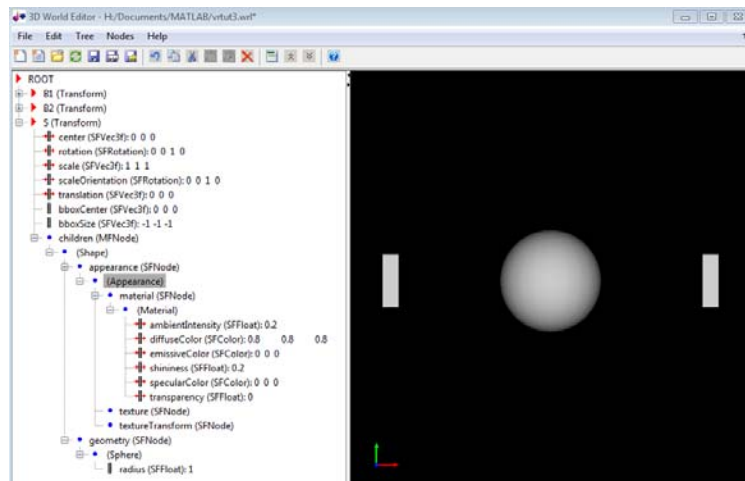 3D World Editor - H:/Documents/MATLAB/vrtut3.wrl*
File Edit Tree Nodes Help
ROOT
B1 (Transform)
B2 (Transform)
S (Transform)
center (SFVec3f): 0 0 0
rotation (SFRotation): 0 0 1 0
scale (SFVec3f): 1 1 1
scaleOrientation (SFRotation): 0 0 1 0
translation (SFVec3f): 0 0 0
bboxCenter (SFVec3f): 0 0 0
bboxSize (SFVec3f): -1 -1 -1
children (MFNode)
(Shape)
appearance (SFNode)
(Appearance)
material (SFNode)
(Material)
ambientIntensity (SFFloat): 0.2
diffuseColor (SFColor): 0.8 0.8 0.8
emissiveColor (SFColor): 0 0 0
shininess (SFFloat): 0.2
specularColor (SFColor): 0 0 0
transparency (SFFloat): 0
texture (SFNode)
textureTransform (SFNode)
geometry (SFNode)
(Sphere)
radius (SFFloat): 1